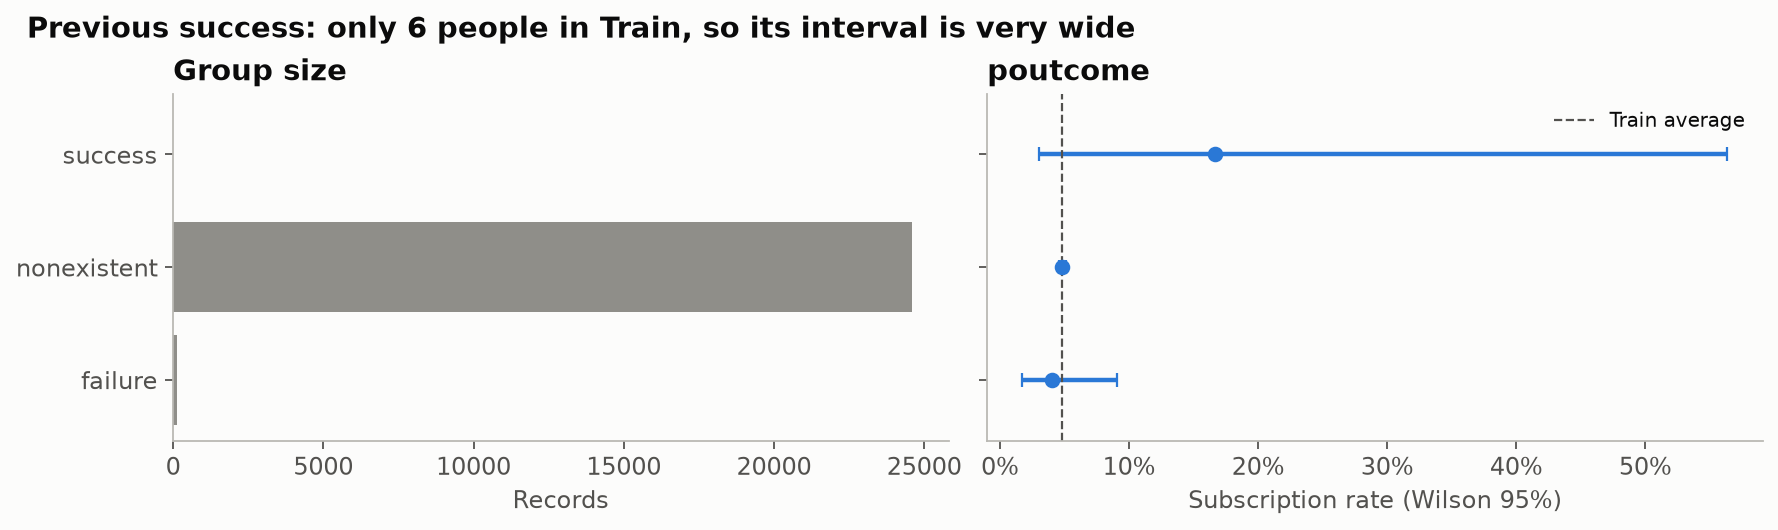 Previous success: only 6 people in Train, so its interval is very wide
Group size
success
nonexistent
failure
0 5000 10000 15000 20000 25000
Records
poutcome
Train average
0% 10% 20% 30% 40% 50%
Subscription rate (Wilson 95%)